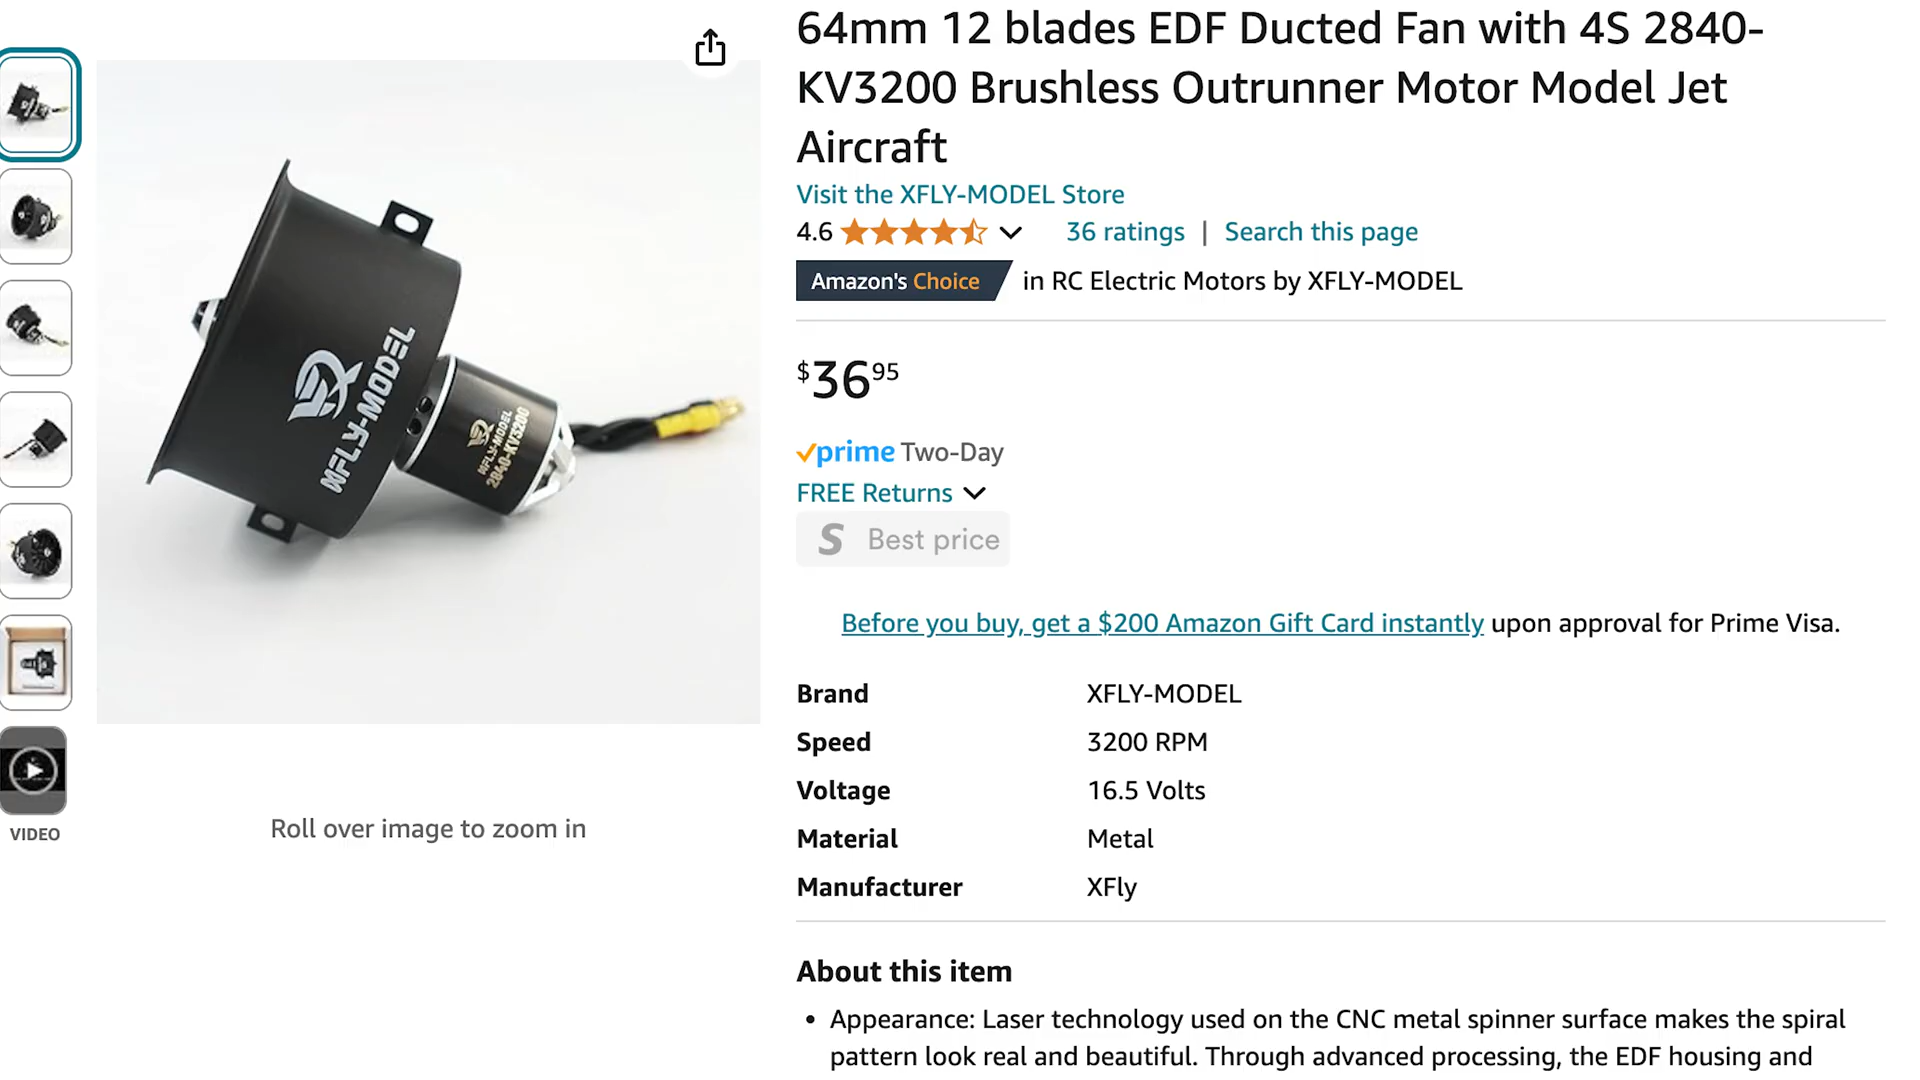 64mm 12 blades EDF Ducted Fan with 4S 2840-
KV3200 Brushless Outrunner Motor Model Jet
Aircraft
Visit the XFLY-MODEL Store
4.6
36 ratings | Search this page
Amazon's Choice in RC Electric Motors by XFLY-MODEL
$36 95
prime Two-Day
FREE Returns
S Best price
Before you buy, get a $200 Amazon Gift Card instantly upon approval for Prime Visa.
Brand XFLY-MODEL
Speed 3200 RPM
Voltage 16.5 Volts
Material Metal
Manufacturer XFly
About this item
• Appearance: Laser technology used on the CNC metal spinner surface makes the spiral
pattern look real and beautiful. Through advanced processing, the EDF housing and
XFLY-MODEL
XFLY-MODEL
2840-KV3200
VIDEO
Roll over image to zoom in